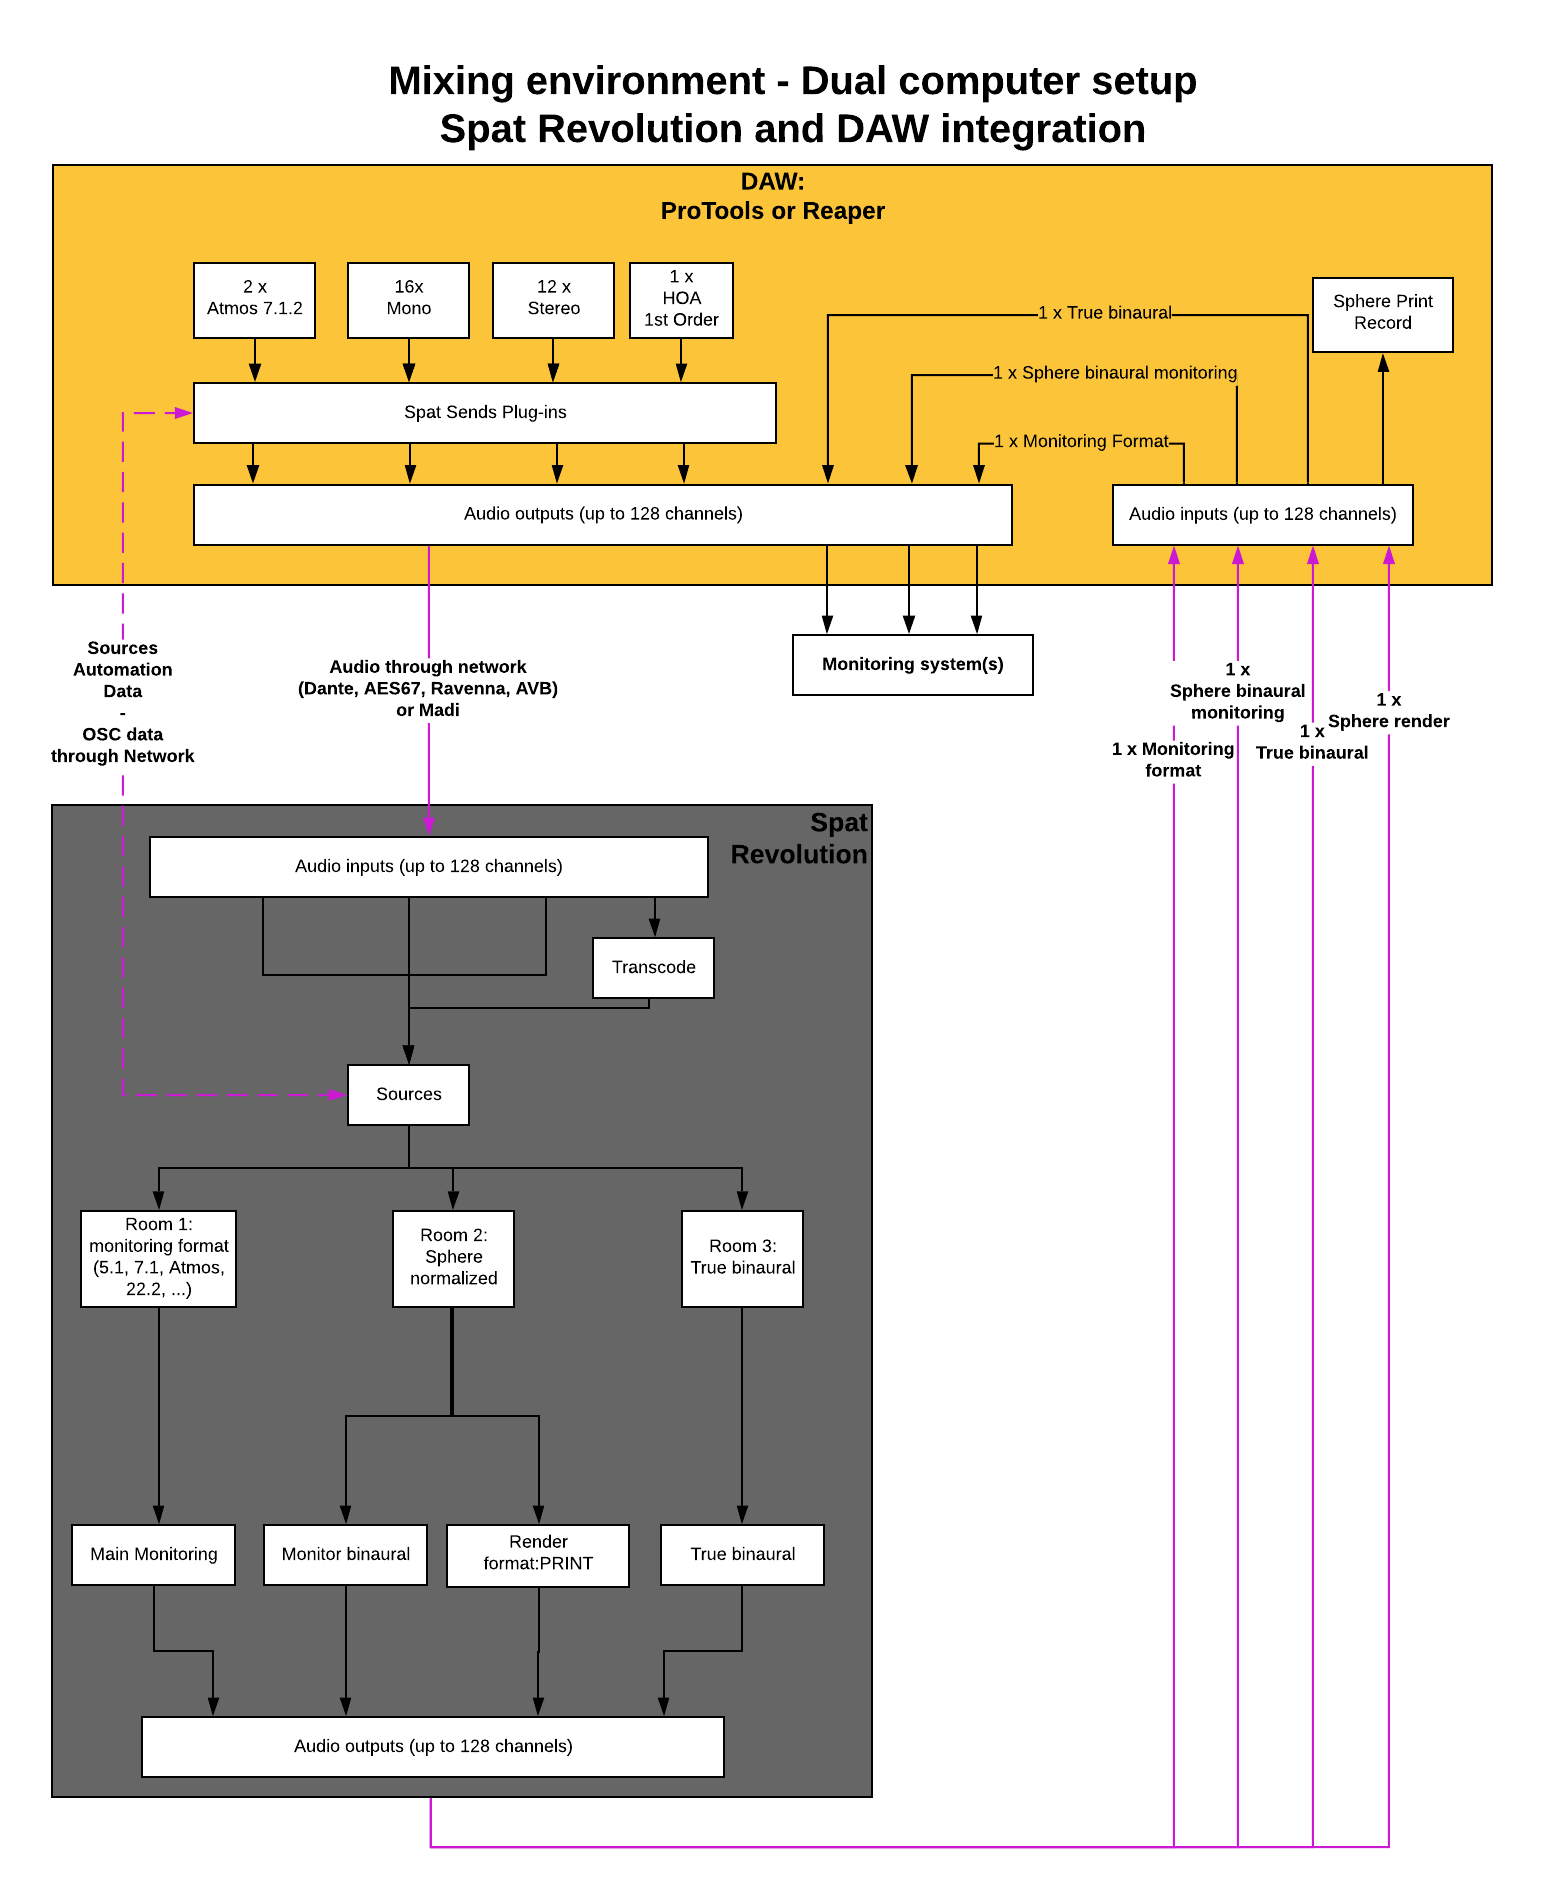 Mixing environment - Dual computer setup
Spat Revolution and DAW integration
DAW:
ProTools or Reaper
2 x
Atmos 7.1.2
16x
Mono
12 x
Stereo
1 x
HOA
1st Order
Sphere Print
Record
1 x True binaural
1 x Sphere binaural monitoring
1 x Monitoring Format
Spat Sends Plug-ins
Audio outputs (up to 128 channels)
Audio inputs (up to 128 channels)
Sources
Automation
Data
-
OSC data
through Network
Audio through network
(Dante, AES67, Ravenna, AVB)
or Madi
Monitoring system(s)
1 x Monitoring
format
1 x
Sphere binaural
monitoring
1 x
True binaural
1 x
Sphere render
Spat
Revolution
Audio inputs (up to 128 channels)
Transcode
Sources
Room 1:
monitoring format
(5.1, 7.1, Atmos,
22.2, ...)
Room 2:
Sphere
normalized
Room 3:
True binaural
Main Monitoring
Monitor binaural
Render
format:PRINT
True binaural
Audio outputs (up to 128 channels)